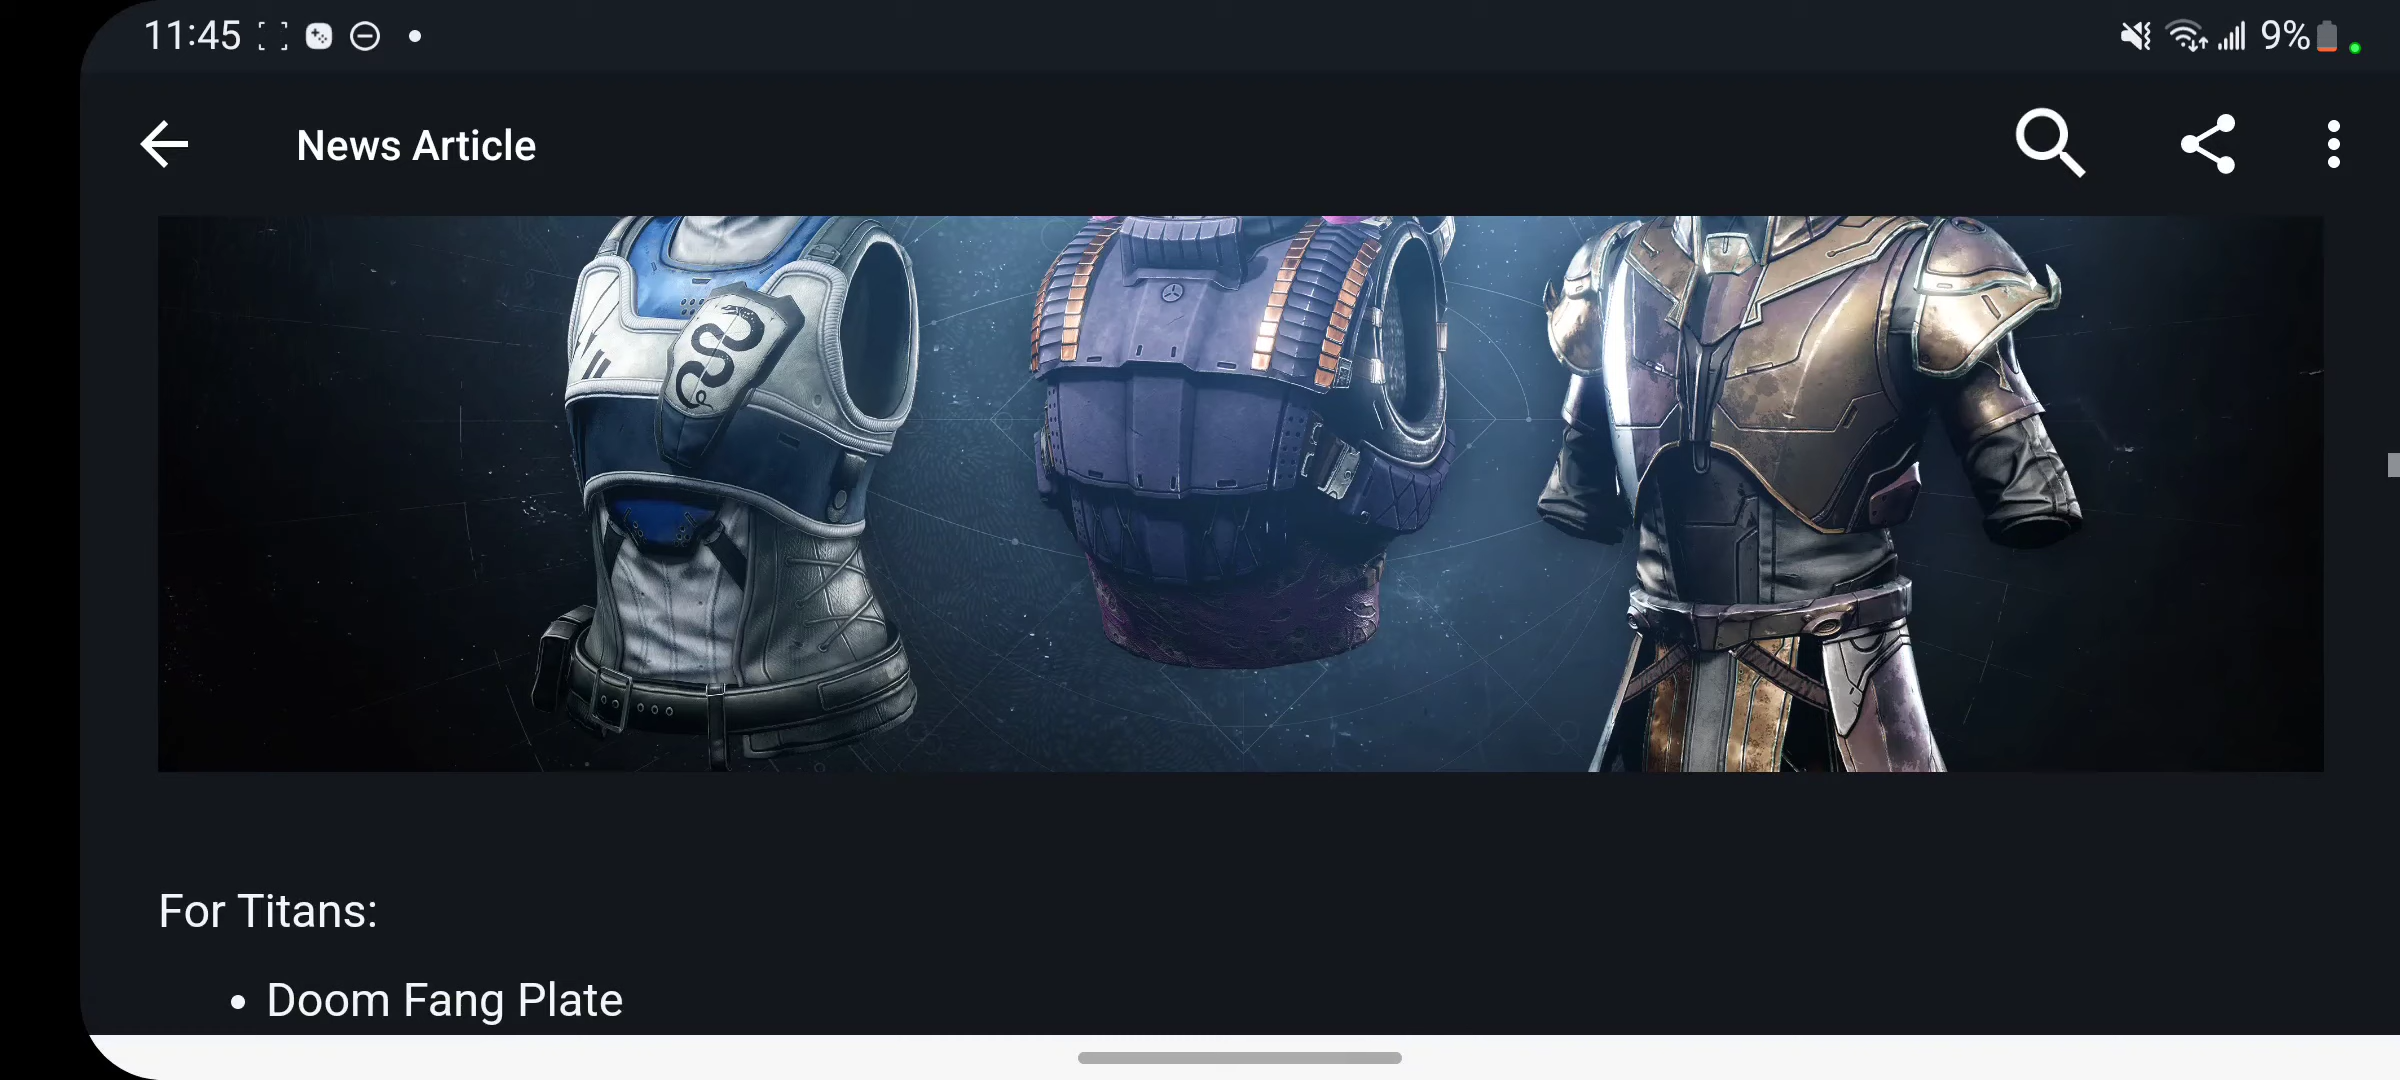 11:45
9%
News Article
For Titans:
• Doom Fang Plate